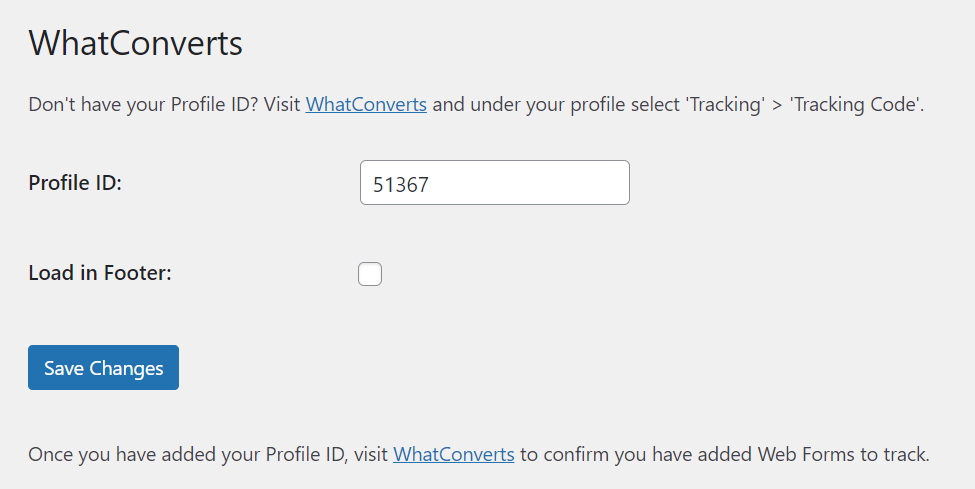 WhatConverts
Don't have your Profile ID? Visit WhatConverts and under your profile select 'Tracking' > 'Tracking Code'.
Profile ID:
51367
Load in Footer:
Save Changes
Once you have added your Profile ID, visit WhatConverts to confirm you have added Web Forms to track.